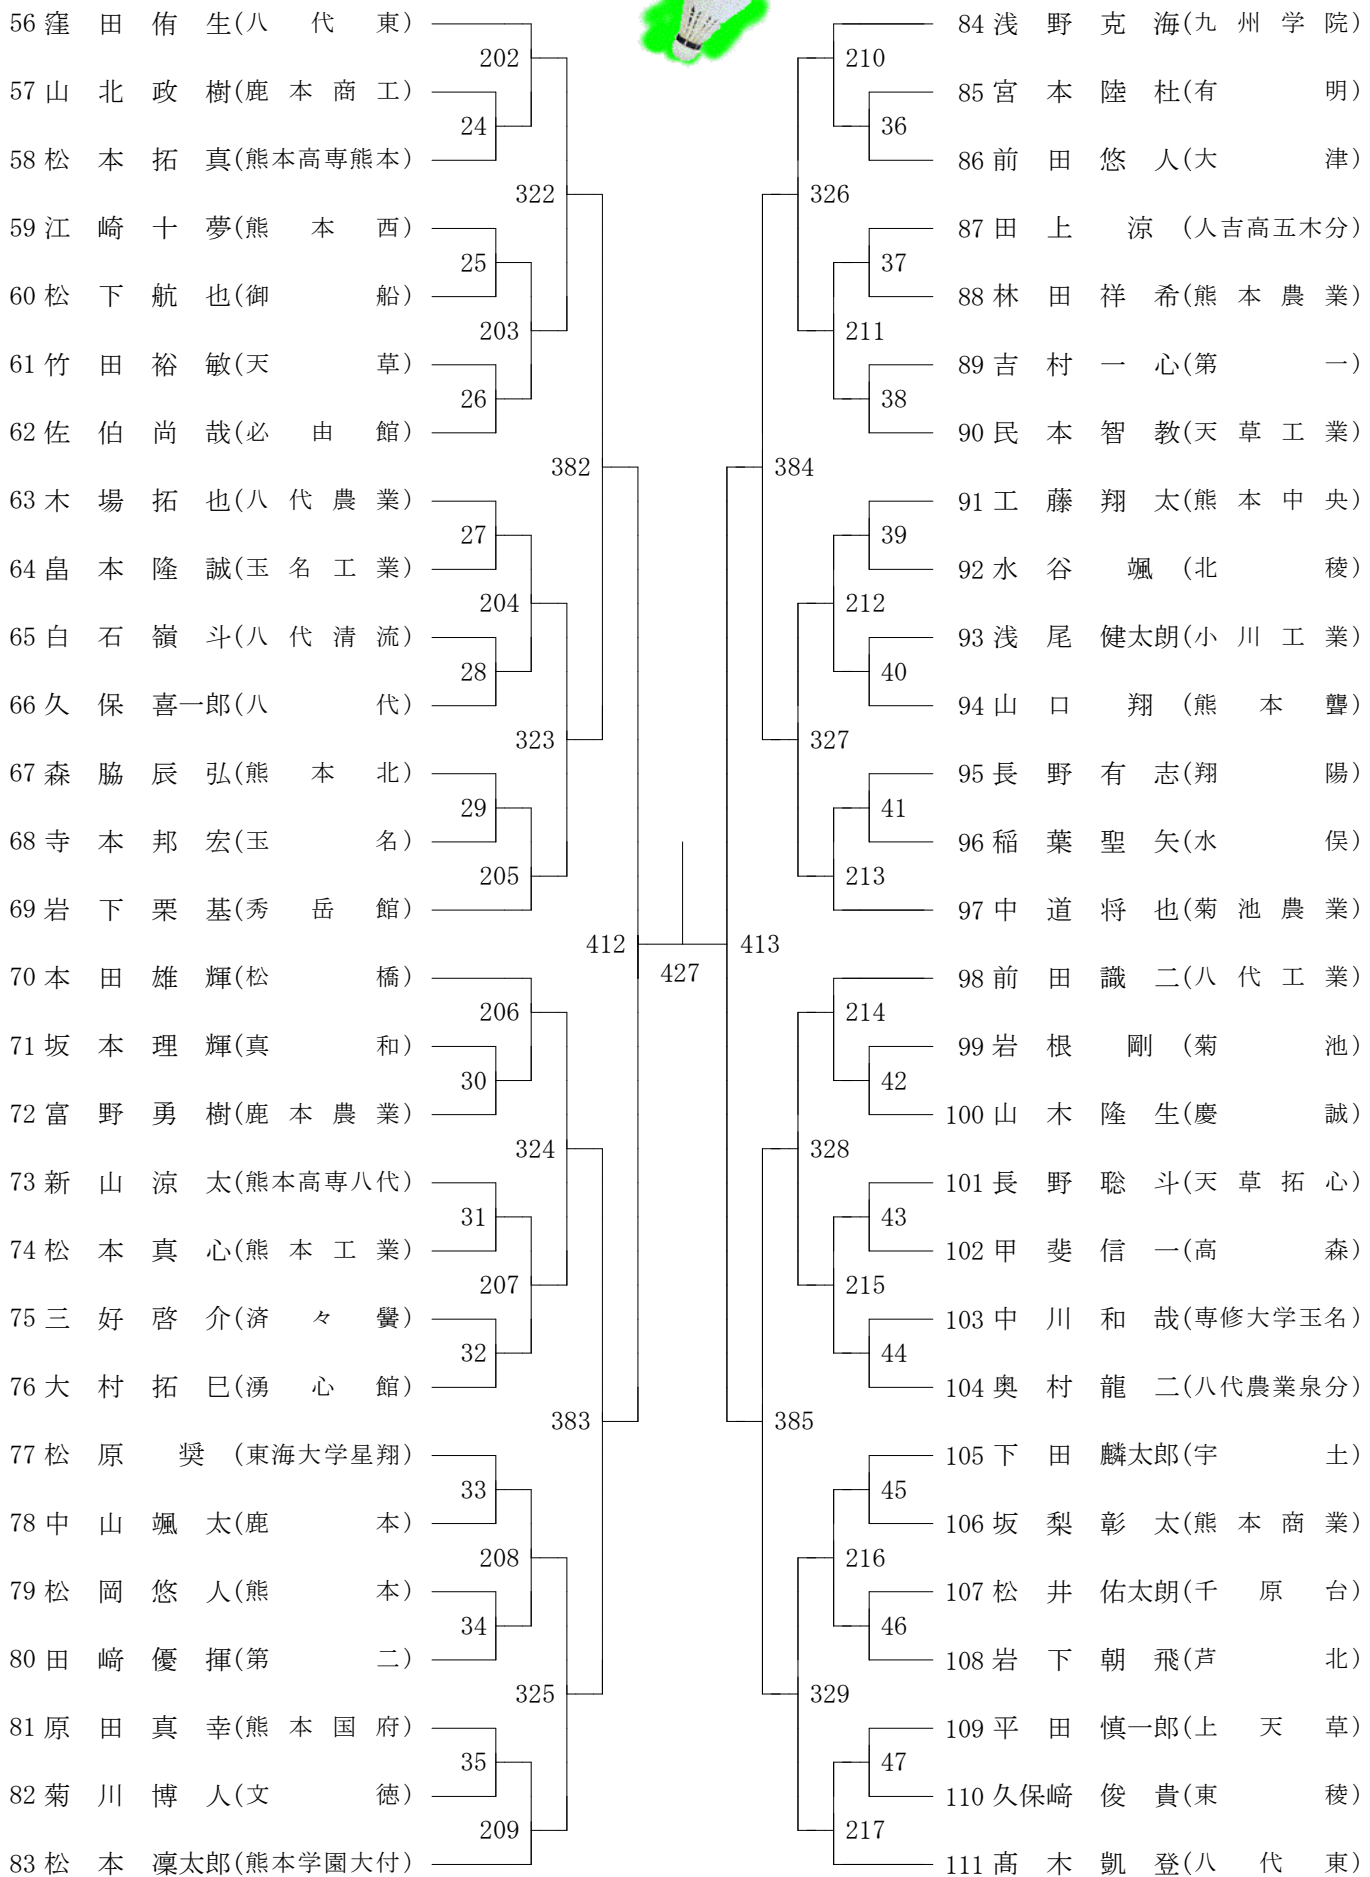 56 窪田侑生(八代東)
202
57 山北政樹(鹿本商工)
24
58 松本拓真(熊本高専熊本)
322
59 江崎十夢(熊本西)
25
60 松下航也(御船)
203
61 竹田裕敏(天草)
26
62 佐伯尚哉(必由館)
382
63 木場拓也(八代農業)
27
64 畠本隆誠(玉名工業)
204
65 白石嶺斗(八代清流)
28
66 久保喜一郎(八代)
323
67 森脇辰弘(熊本北)
29
68 寺本邦宏(玉名)
205
69 岩下栗基(秀岳館)
412
70 本田雄輝(松橋)
206
71 坂本理輝(真和)
30
72 富野勇樹(鹿本農業)
324
73 新山涼太(熊本高専八代)
31
74 松本真心(熊本工業)
207
75 三好啓介(済々黌)
32
76 大村拓巳(湧心館)
383
77 松原奨(東海大学星翔)
33
78 中山颯太(鹿本)
208
79 松岡悠人(熊本)
34
80 田﨑優揮(第二)
325
81 原田真幸(熊本国府)
35
82 菊川博人(文徳)
209
83 松本凜太郎(熊本学園大付)
427
84 浅野克海(九州学院)
210
85 宮本陸杜(有明)
36
86 前田悠人(大津)
326
87 田上涼(人吉高五木分)
37
88 林田祥希(熊本農業)
211
89 吉村一心(第一)
38
90 民本智教(天草工業)
384
91 工藤翔太(熊本中央)
39
92 水谷颯(北稜)
212
93 浅尾健太朗(小川工業)
40
94 山口翔(熊本聾)
327
95 長野有志(翔陽)
41
96 稲葉聖矢(水俣)
213
97 中道将也(菊池農業)
413
98 前田識二(八代工業)
214
99 岩根剛(菊池)
42
100 山木隆生(慶誠)
328
101 長野聡斗(天草拓心)
43
102 甲斐信一(高森)
215
103 中川和哉(専修大学玉名)
44
104 奥村龍二(八代農業泉分)
385
105 下田麟太郎(宇土)
45
106 坂梨彰太(熊本商業)
216
107 松井佑太朗(千原台)
46
108 岩下朝飛(芦北)
329
109 平田慎一郎(上天草)
47
110 久保﨑俊貴(東稜)
217
111 髙木凱登(八代東)